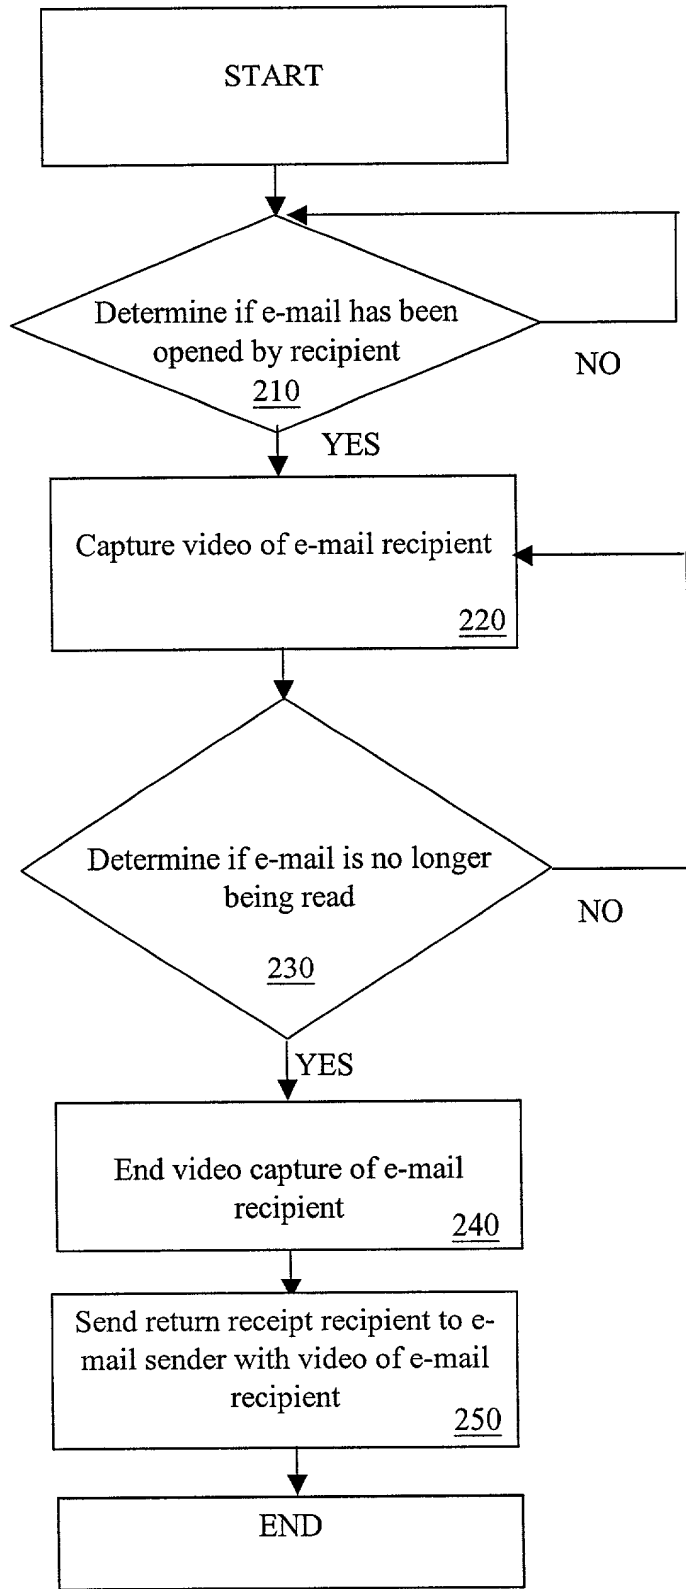 START
Determine if e-mail has been
opened by recipient
210
NO
YES
Capture video of e-mail recipient
220
Determine if e-mail is no longer
being read
NO
230
YES
End video capture of e-mail
recipient
240
Send return receipt recipient to e-
mail sender with video of e-mail
recipient
250
END